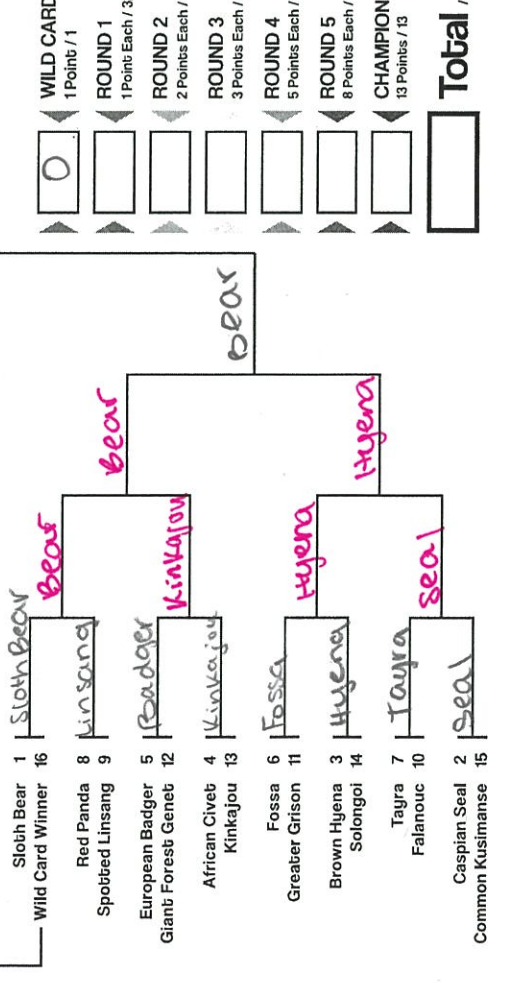 WILD CARD
1 Point / 1
0
ROUND 1
1 Point Each / 3
ROUND 2
2 Points Each /
ROUND 3
3 Points Each /
ROUND 4
5 Points Each /
ROUND 5
8 Points Each /
CHAMPION
13 Points / 13
Total /
Sloth Bear 1
Wild Card Winner 16
Sloth Bear
Red Panda 8
Spotted Linsang 9
Linsang
European Badger 5
Giant Forest Genet 12
Badger
African Civet 4
Kinkajou 13
Kinkajou
Fossa 6
Greater Grison 11
Fossa
Brown Hyena 3
Solongoi 14
Hyena
Tayra 7
Falanouc 10
Tayra
Caspian Seal 2
Common Kusimanse 15
Seal
Bear
Kinkajou
Hyena
Seal
Bear
Hyena
Bear